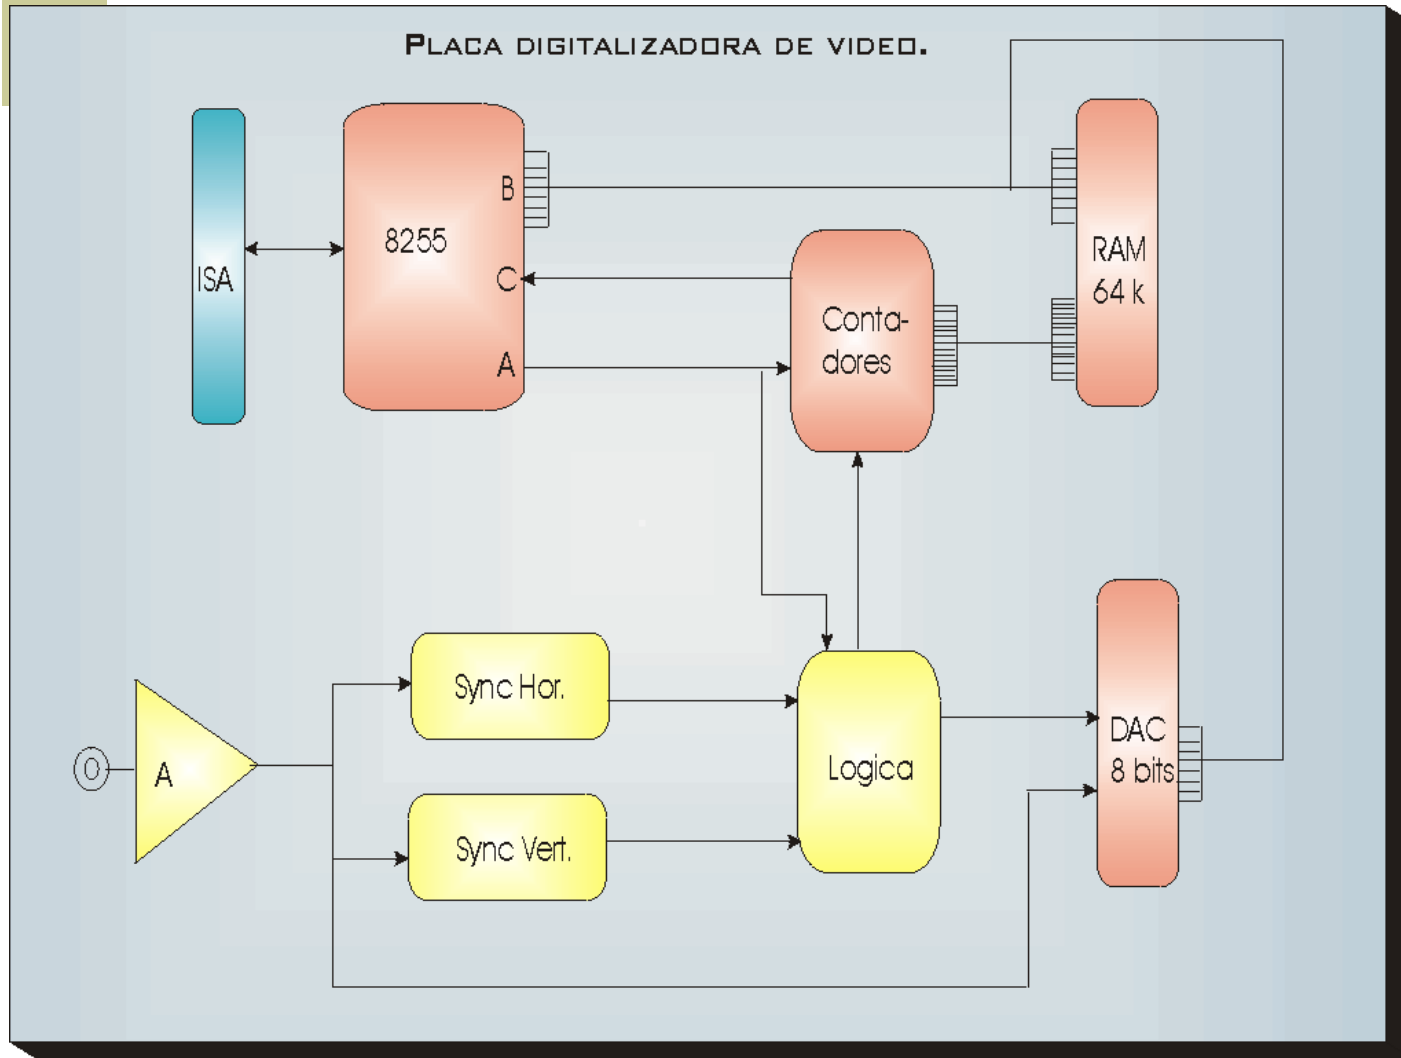 PLACA DIGITALIZADORA DE VIDEO.
ISA
8255
B
C
A
Conta-
dores
RAM
64 k
A
Sync Hor.
Sync Vert.
Logica
DAC
8 bits